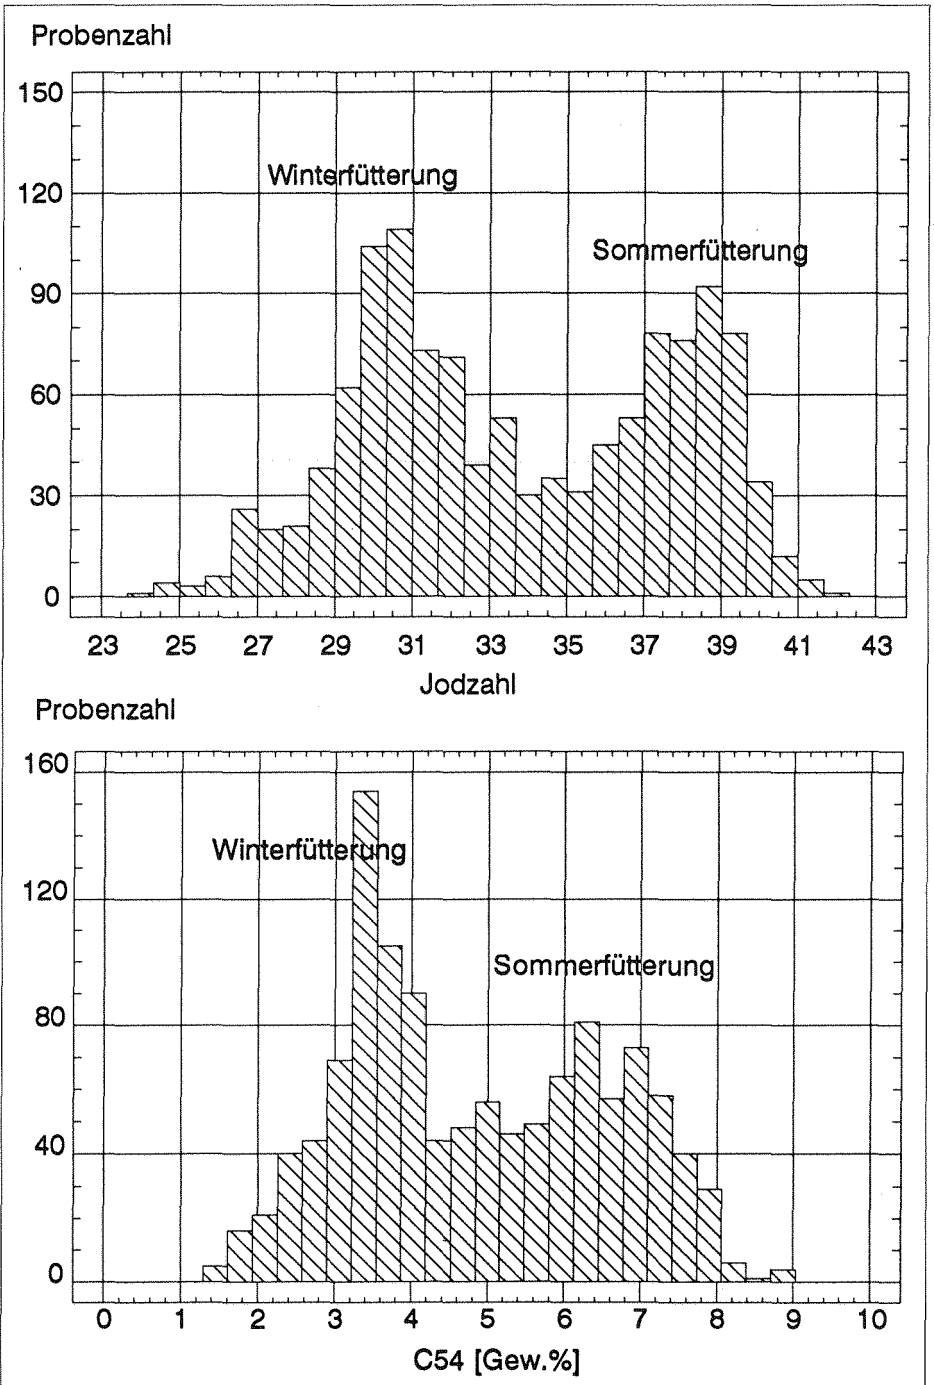 Probenzahl
150
Winterfütterung
120
Sommerfütterung
90
60
30
0
23 25 27 29 31 33 35 37 39 41 43
Jodzahl
Probenzahl
160
Winterfütterung
120
Sommerfütterung
80
40
0
0 1 2 3 4 5 6 7 8 9 10
C54 [Gew.%]